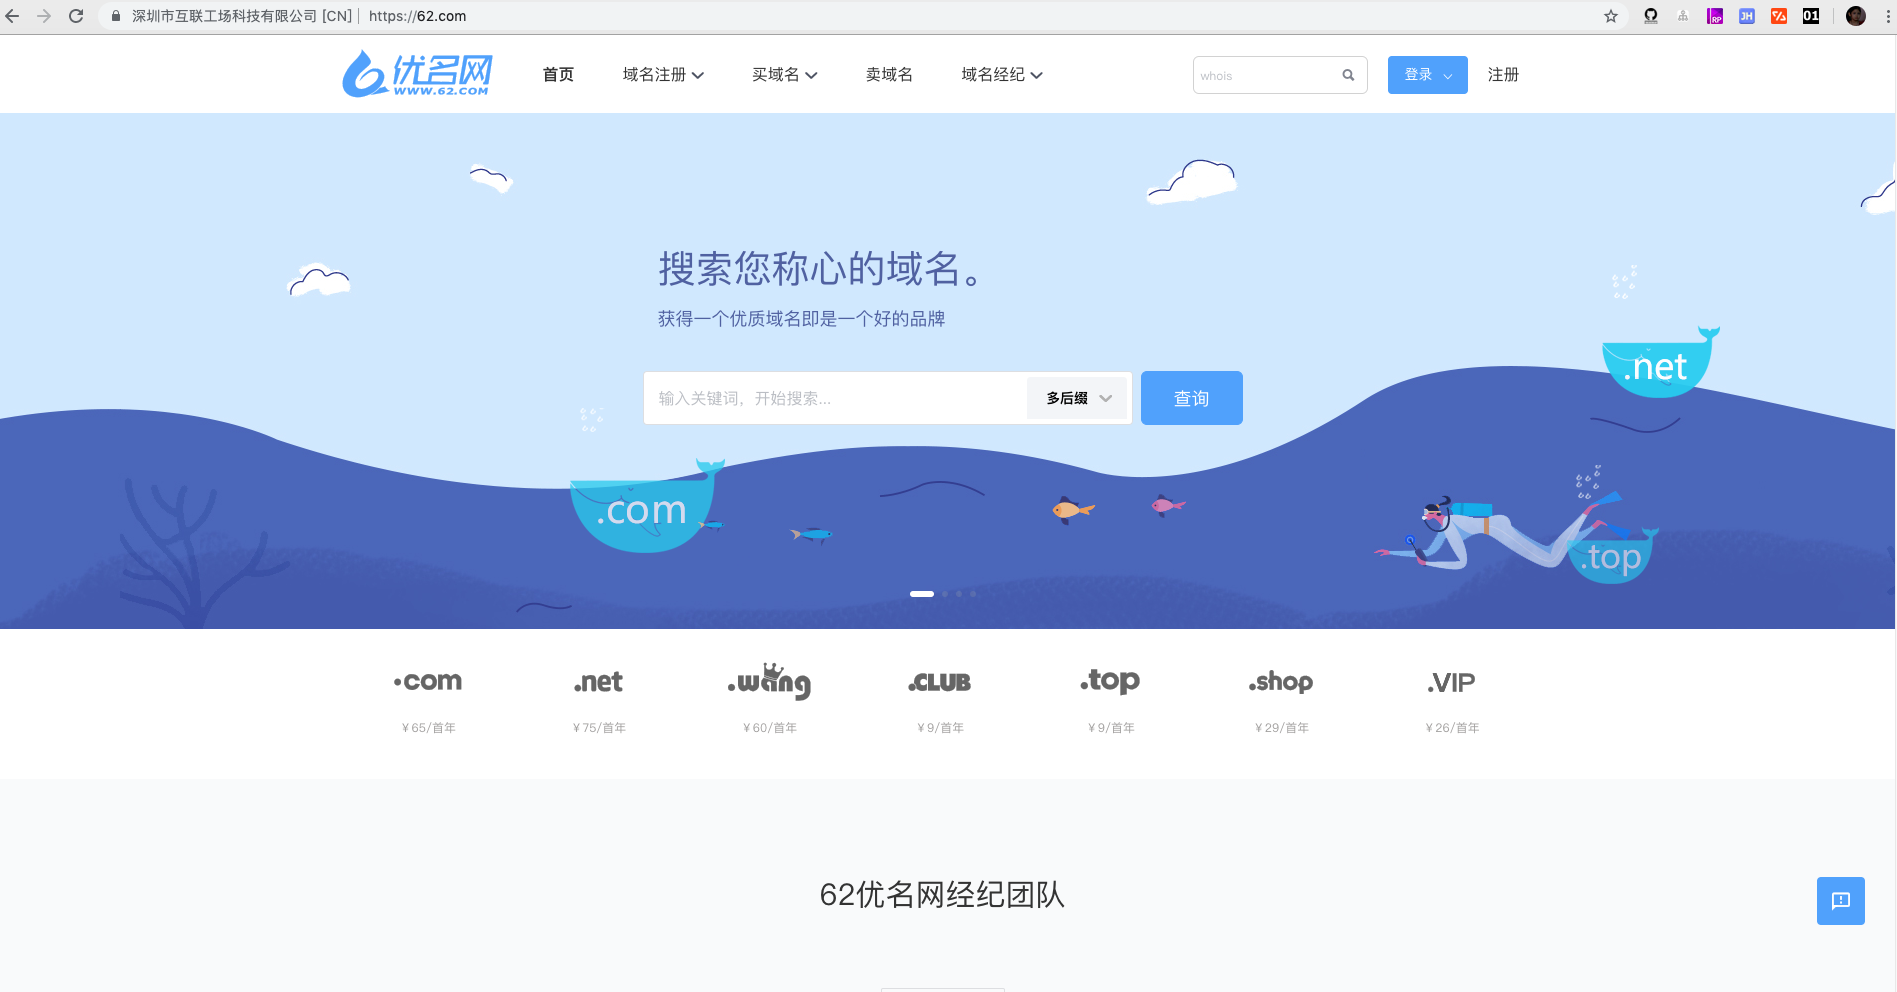 深圳市互联工场科技有限公司 [CN] | https://62.com
优名网
WWW.62.COM
首页
域名注册
买域名
卖域名
域名经纪
whois
登录
注册
搜索您称心的域名。
获得一个优质域名即是一个好的品牌
输入关键词，开始搜索...
多后缀
查询
.net
.com
.top
.com
.net
.wang
.CLUB
.top
.shop
.VIP
¥ 65/首年
¥ 75/首年
¥ 60/首年
¥ 9/首年
¥ 9/首年
¥ 29/首年
¥ 26/首年
62优名网经纪团队
RP
JH
01